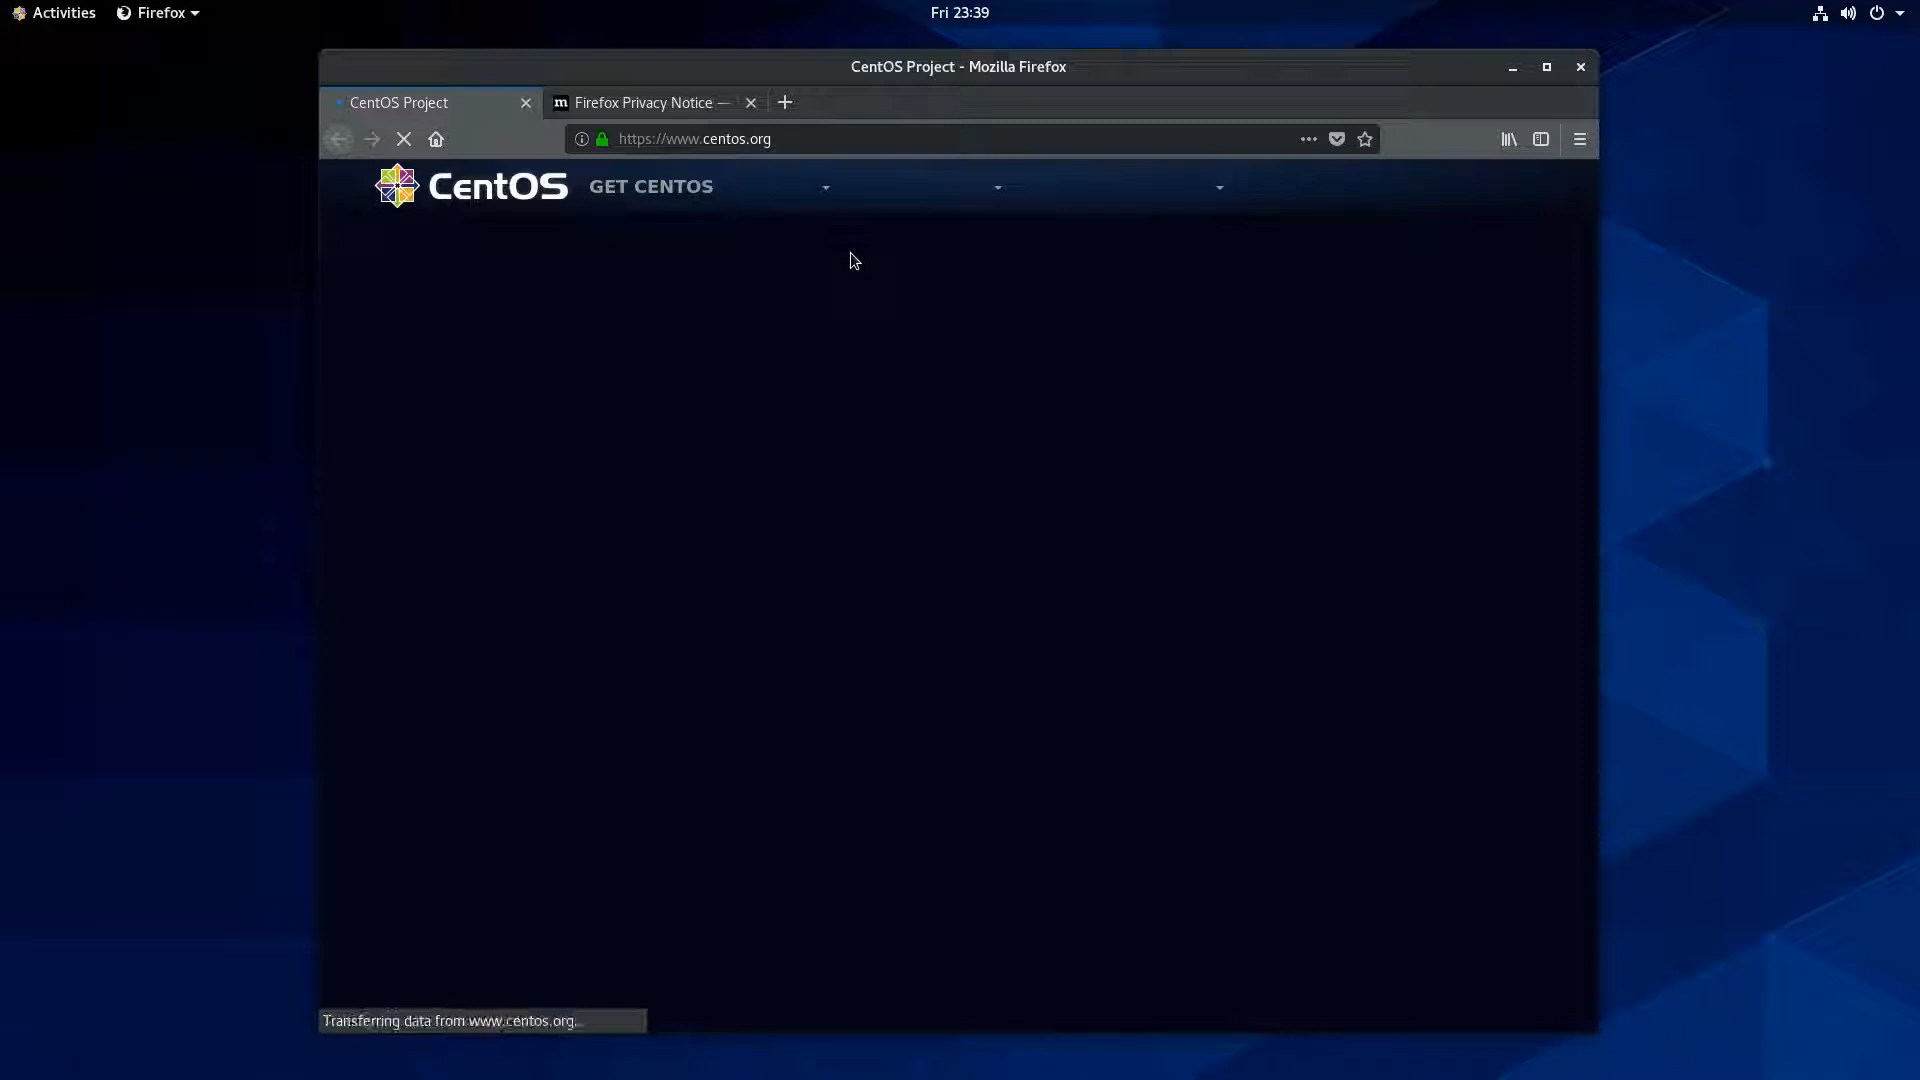 Activities Firefox Fri 23:39
CentOS Project - Mozilla Firefox
CentOS Project m Firefox Privacy Notice —
https://www.centos.org
CentOS GET CENTOS
Transferring data from www.centos.org…